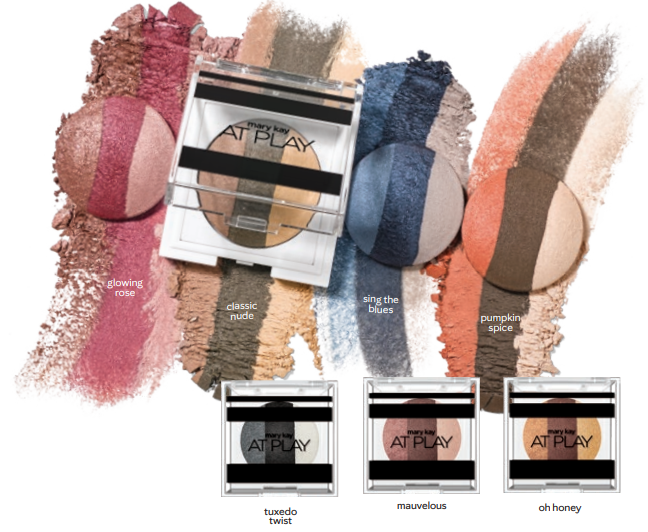 mary kay
AT PLAY
glowing
rose
classic
nude
sing the
blues
pumpkin
spice
mary kay
AT PLAY
mary kay
AT PLAY
mary kay
AT PLAY
tuxedo
twist
mauvelous
oh honey